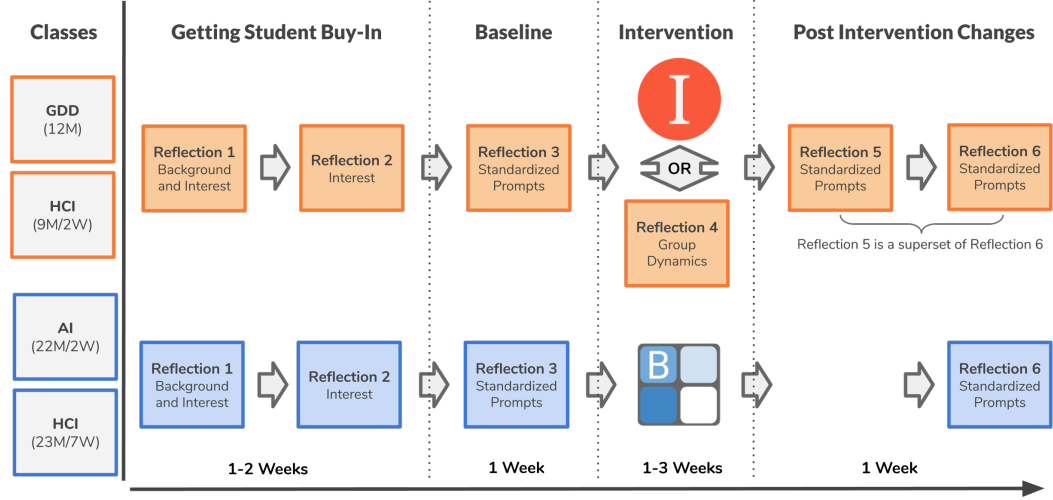 Classes
Getting Student Buy-In
Baseline
Intervention
Post Intervention Changes
GDD
(12M)
HCI
(9M/2W)
Reflection 1
Background
and Interest
Reflection 2
Interest
Reflection 3
Standardized
Prompts
I
OR
Reflection 4
Group
Dynamics
Reflection 5
Standardized
Prompts
Reflection 6
Standardized
Prompts
Reflection 5 is a superset of Reflection 6
AI
(22M/2W)
HCI
(23M/7W)
Reflection 1
Background
and Interest
Reflection 2
Interest
Reflection 3
Standardized
Prompts
B
Reflection 6
Standardized
Prompts
1-2 Weeks
1 Week
1-3 Weeks
1 Week